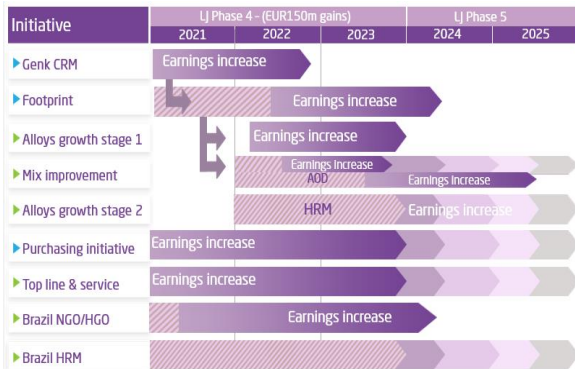 Initiative
LJ Phase 4 - (EUR150m gains)
LJ Phase 5
2021
2022
2023
2024
2025
Genk CRM
Earnings increase
Footprint
Earnings increase
Alloys growth stage 1
Earnings increase
Mix improvement
Earnings Increase
AOD
Earnings Increase
Alloys growth stage 2
HRM
Earnings increase
Purchasing initiative
Earnings increase
Top line & service
Earnings increase
Brazil NGO/HGO
Earnings increase
Brazil HRM